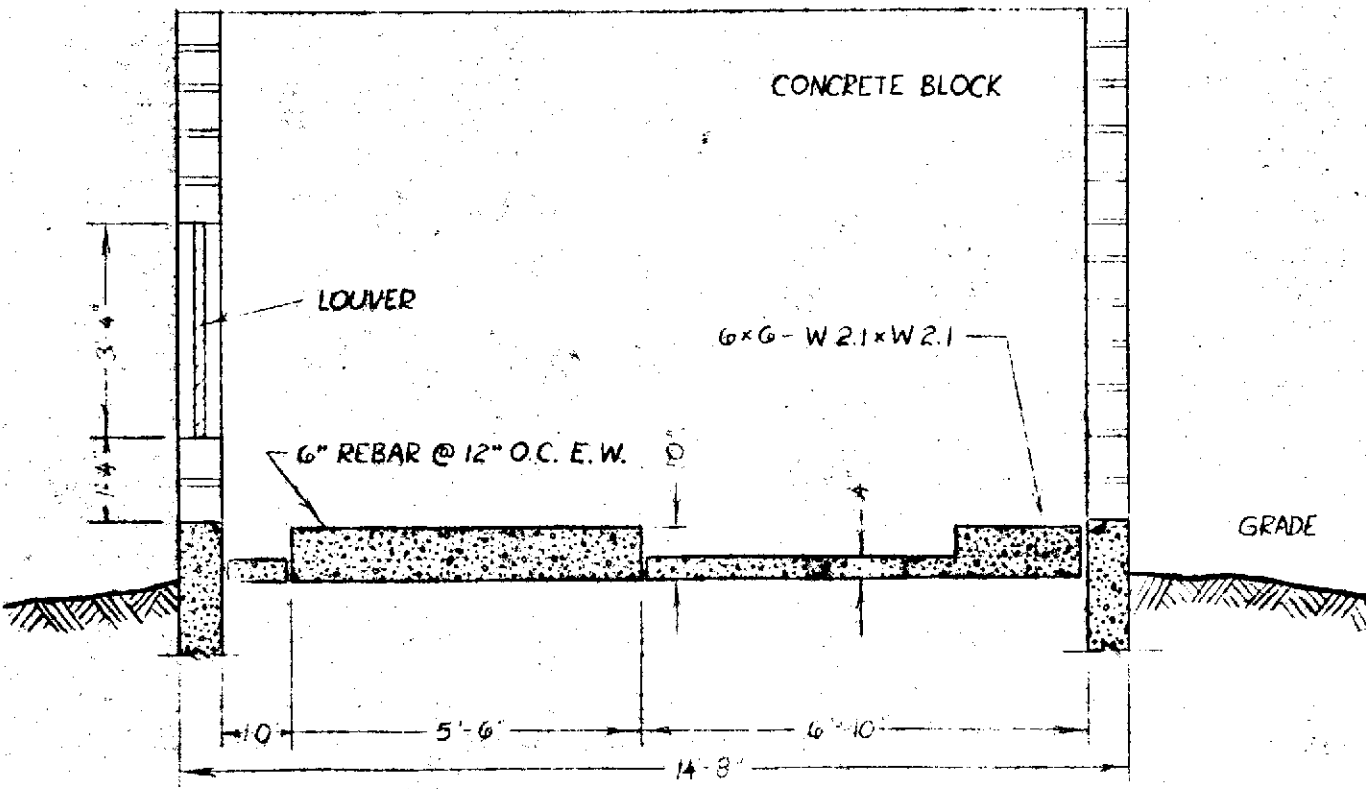 CONCRETE BLOCK
LOUVER
3'-4"
6×6 - W 2.1 × W 2.1
6" REBAR @ 12" O.C. E.W.
10"
1'-4"
4
GRADE
10
5'-6"
6'-10
14-8"